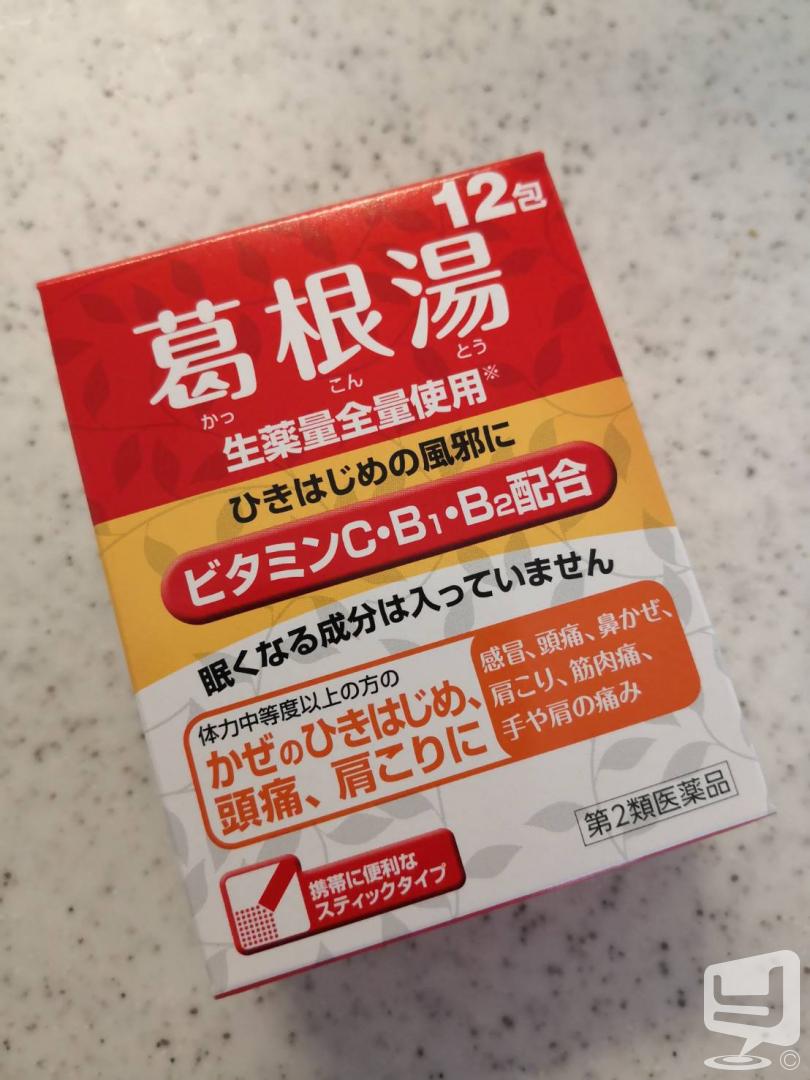 12包
葛根湯
かっ こん とう
生薬量全量使用※
ひきはじめの風邪に
ビタミンC・B1・B2配合
眠くなる成分は入っていません
体力中等度以上の方の
かぜのひきはじめ、
頭痛、肩こりに
感冒、頭痛、鼻かぜ、
肩こり、筋肉痛、
手や肩の痛み
第2類医薬品
携帯に便利な
スティックタイプ
y
©